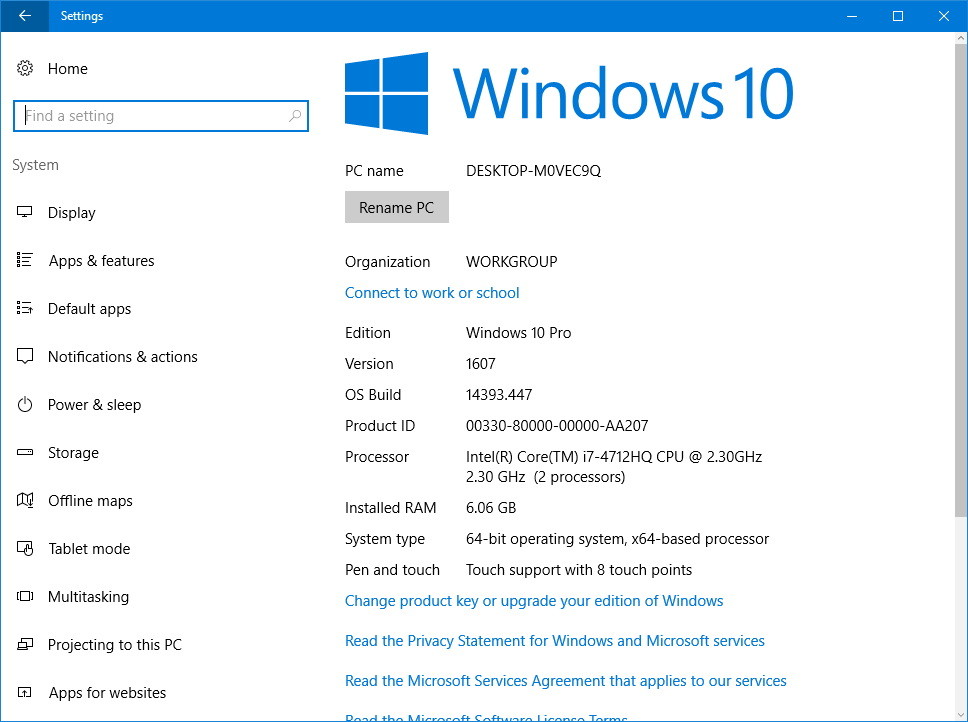 Settings
Home
Find a setting
System
Display
Apps & features
Default apps
Notifications & actions
Power & sleep
Storage
Offline maps
Tablet mode
Multitasking
Projecting to this PC
Apps for websites
Windows 10
PC name DESKTOP-M0VEC9Q
Rename PC
Organization WORKGROUP
Connect to work or school
Edition Windows 10 Pro
Version 1607
OS Build 14393.447
Product ID 00330-80000-00000-AA207
Processor Intel(R) Core(TM) i7-4712HQ CPU @ 2.30GHz
2.30 GHz (2 processors)
Installed RAM 6.06 GB
System type 64-bit operating system, x64-based processor
Pen and touch Touch support with 8 touch points
Change product key or upgrade your edition of Windows
Read the Privacy Statement for Windows and Microsoft services
Read the Microsoft Services Agreement that applies to our services
Read the Microsoft Software License Terms